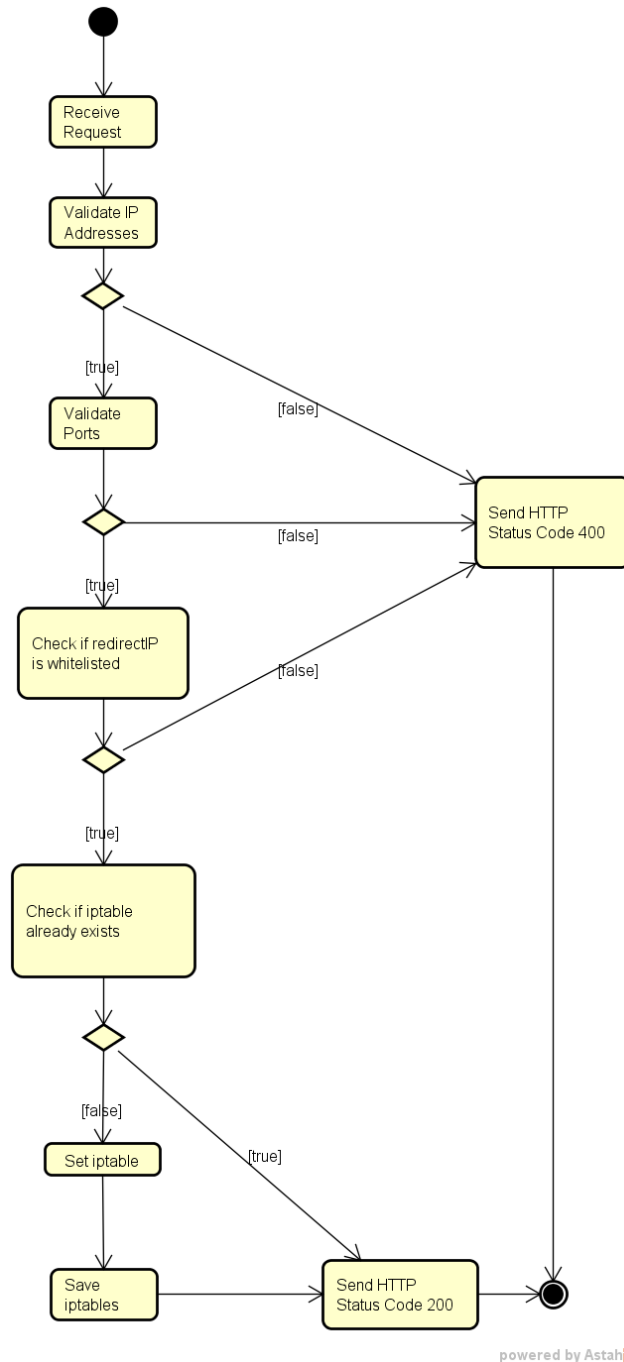 Receive
Request
Validate IP
Addresses
[true]
[false]
Validate
Ports
Send HTTP
Status Code 400
[false]
[true]
Check if redirectIP
is whitelisted
[false]
[true]
Check if iptable
already exists
[false]
[true]
Set iptable
Save
iptables
Send HTTP
Status Code 200
powered by Astah